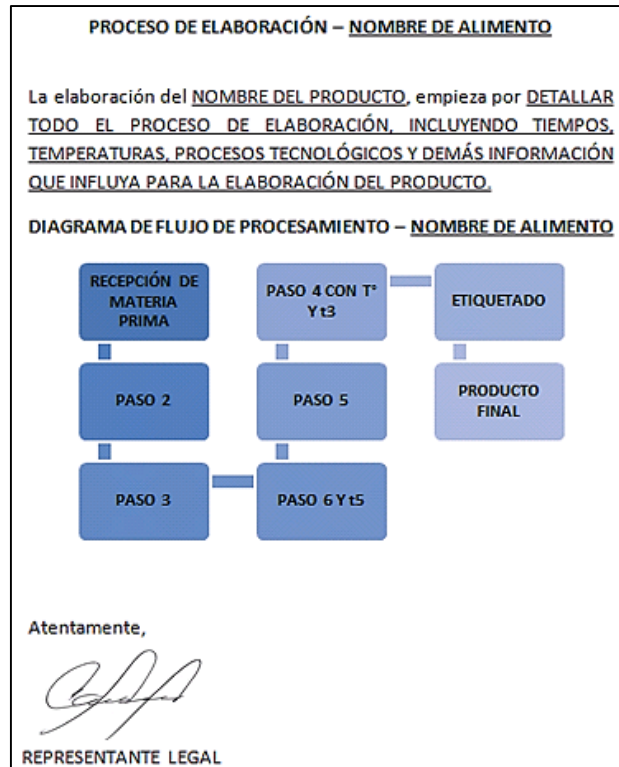 PROCESO DE ELABORACIÓN – NOMBRE DE ALIMENTO
La elaboración del NOMBRE DEL PRODUCTO, empieza por DETALLAR
TODO EL PROCESO DE ELABORACIÓN, INCLUYENDO TIEMPOS,
TEMPERATURAS, PROCESOS TECNOLÓGICOS Y DEMÁS INFORMACIÓN
QUE INFLUYA PARA LA ELABORACIÓN DEL PRODUCTO.
DIAGRAMA DE FLUJO DE PROCESAMIENTO – NOMBRE DE ALIMENTO
RECEPCIÓN DE
MATERIA
PRIMA
PASO 2
PASO 3
PASO 4 CON T°
Y t3
PASO 5
PASO 6 Y t5
ETIQUETADO
PRODUCTO
FINAL
Atentamente,
REPRESENTANTE LEGAL